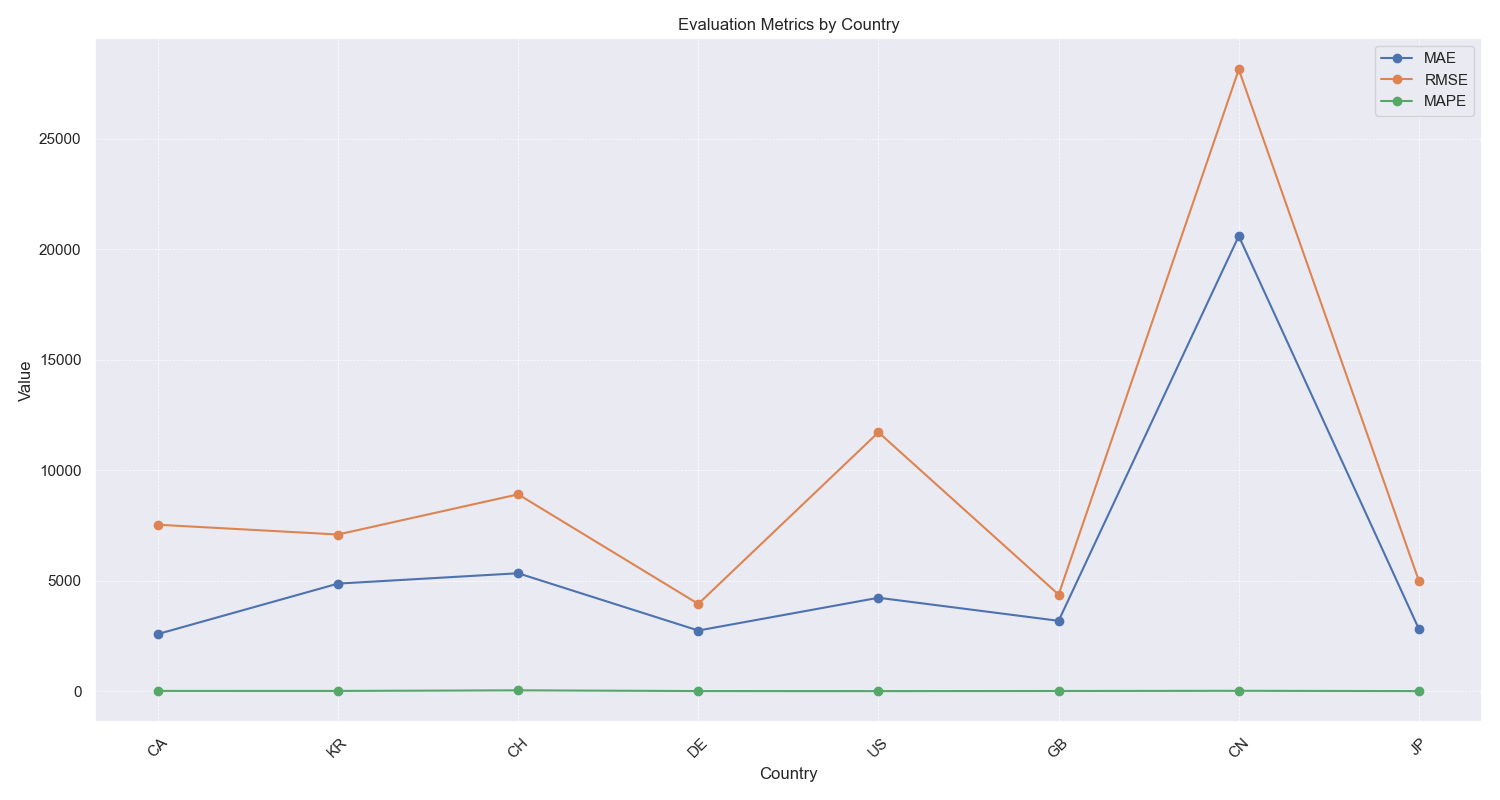 Evaluation Metrics by Country
MAE
RMSE
MAPE
25000
20000
15000
10000
5000
0
Value
CA
KR
CH
DE
US
GB
CN
JP
Country